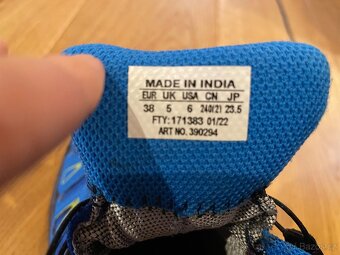 MADE IN INDIA
EUR UK USA CN JP
38 5 6 240(2) 23.5
FTY: 171383 01/22
ART NO. 390294